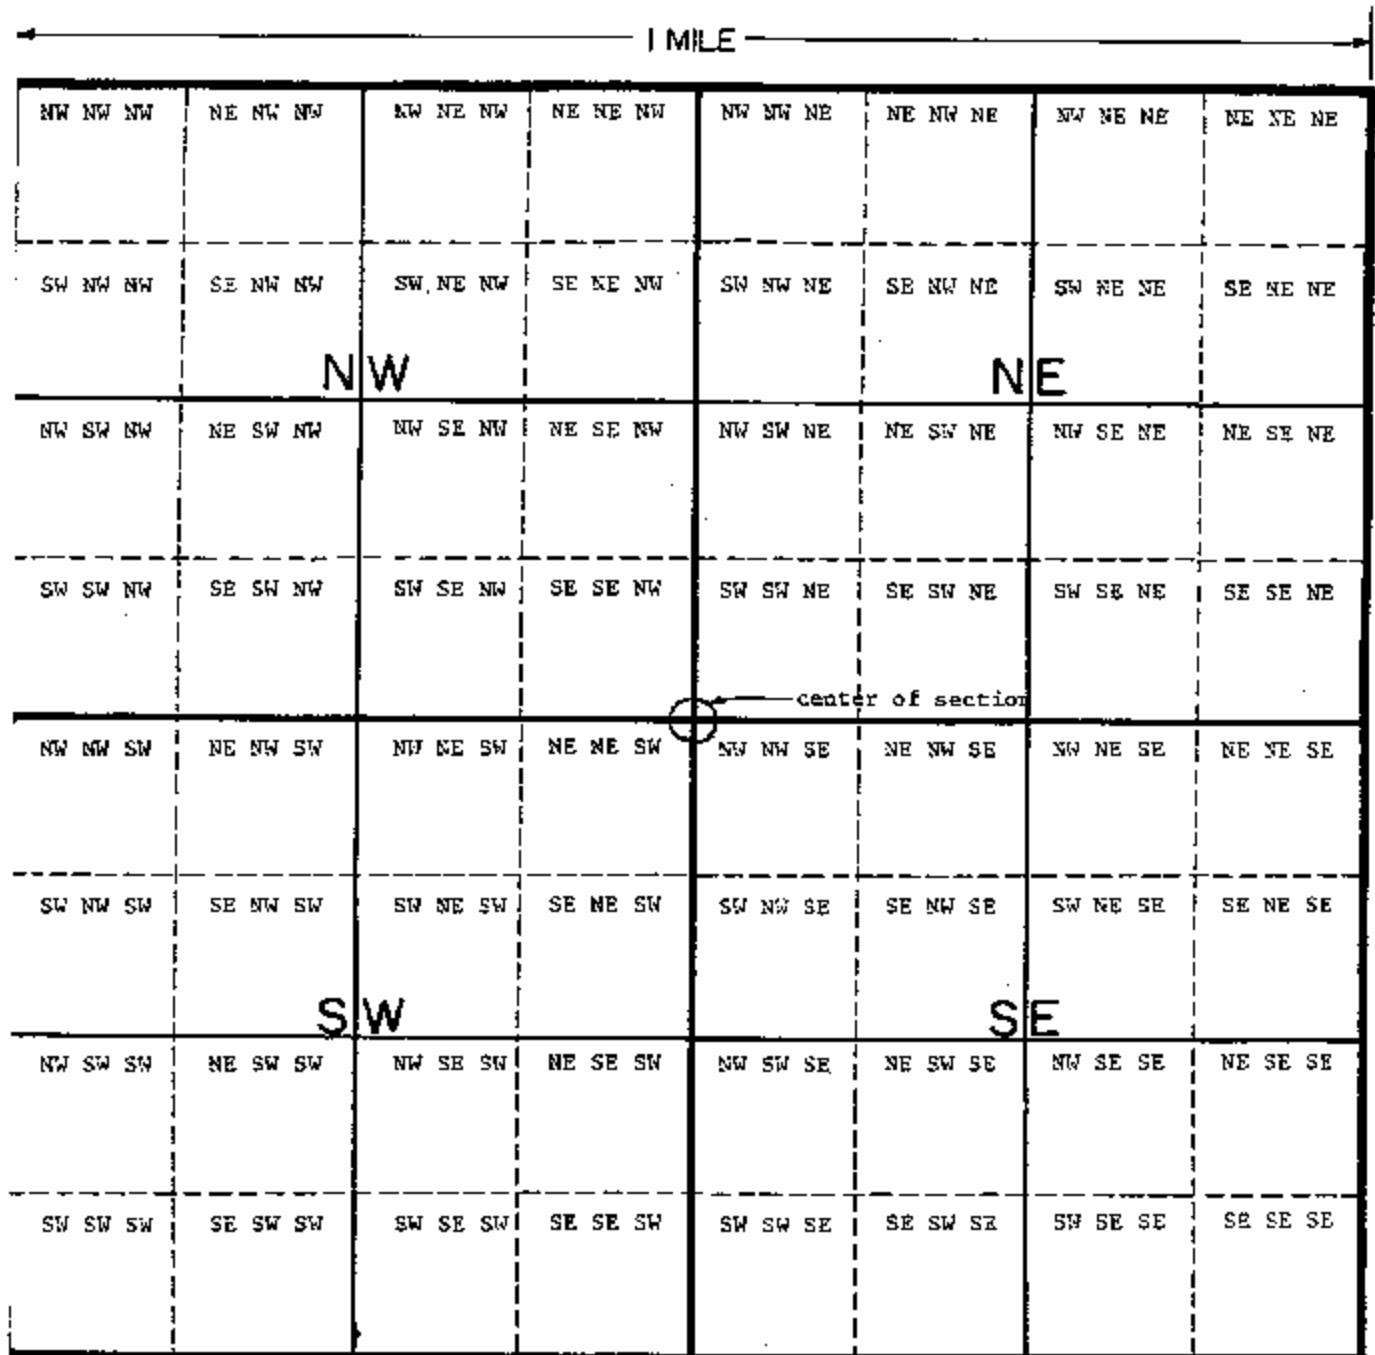 1 MILE
NW NW NW NE NW NW NW NE NW NE NE NW NW NW NE NE NW NE NW NE NE NE NE NE
SW NW NW SE NW NW SW NE NW SE NE NW SW NW NE SE NW NE SW NE NE SE NE NE
NW NE
NW SW NW NE SW NW NW SE NW NE SE NW NW SW NE NE SW NE NW SE NE NE SE NE
SW SW NW SE SW NW SW SE NW SE SE NW SW SW NE SE SW NE SW SE NE SE SE NE
center of section
NW NW SW NE NW SW NW NE SW NE NE SW NW NW SE NE NW SE NW NE SE NE NE SE
SW NW SW SE NW SW SW NE SW SE NE SW SW NW SE SE NW SE SW NE SE SE NE SE
SW SE
NW SW SW NE SW SW NW SE SW NE SE SW NW SW SE NE SW SE NW SE SE NE SE SE
SW SW SW SE SW SW SW SE SW SE SE SW SW SW SE SE SW SE SW SE SE SE SE SE